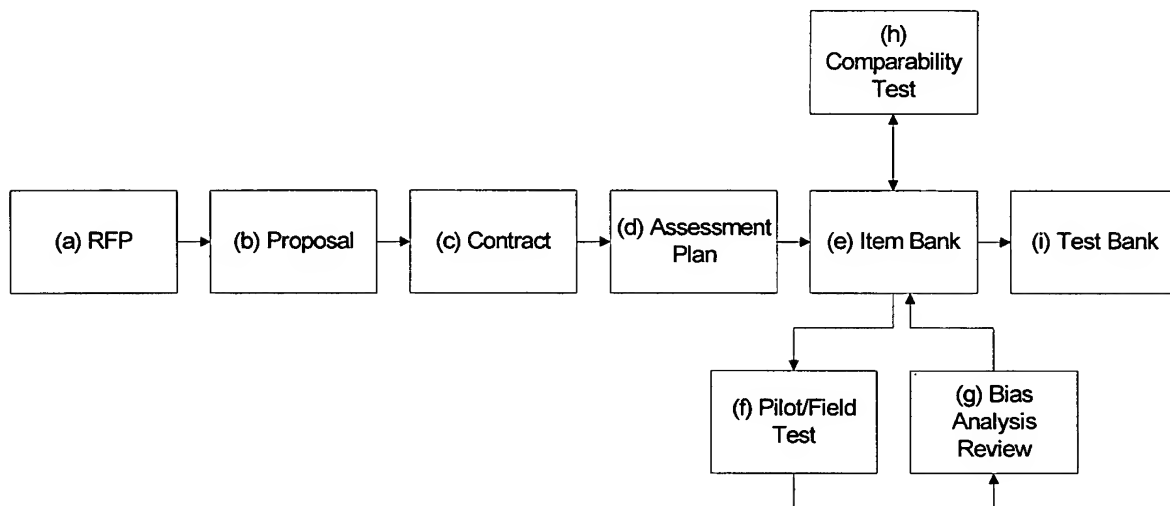 (h)
Comparability
Test
(a) RFP
(b) Proposal
(c) Contract
(d) Assessment
Plan
(e) Item Bank
(i) Test Bank
(f) Pilot/Field
Test
(g) Bias
Analysis
Review